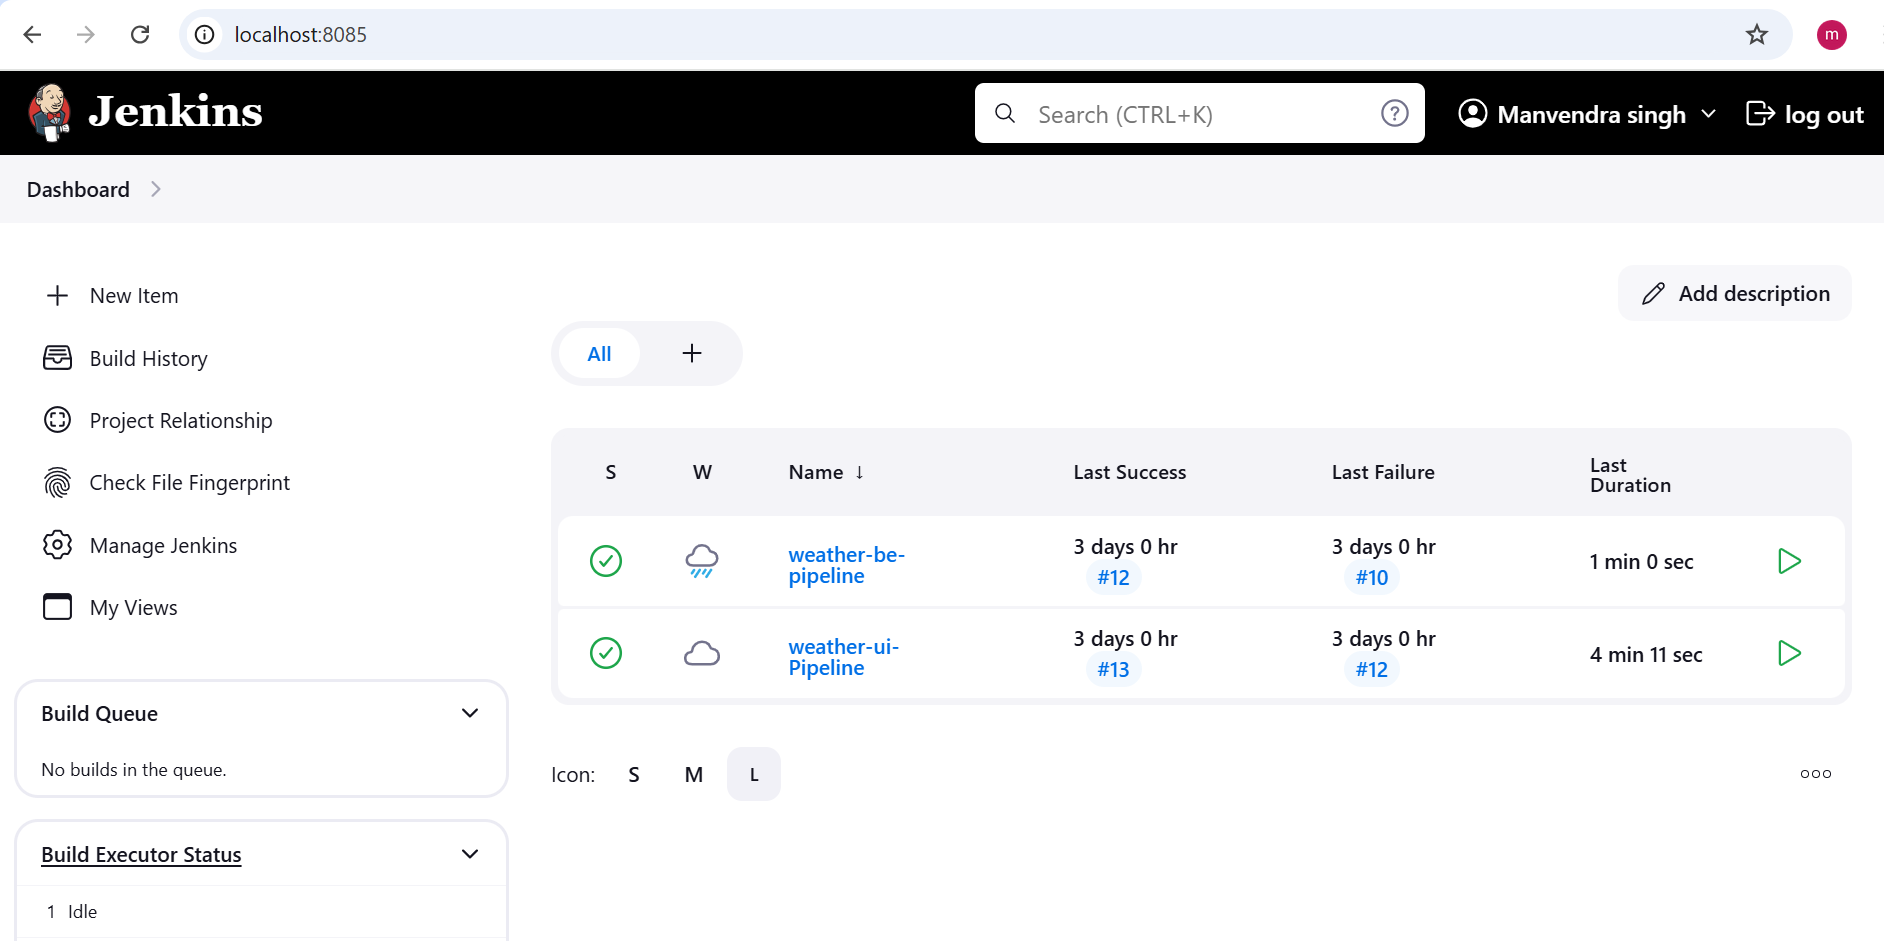 localhost:8085
m
Jenkins
Search (CTRL+K)
?
Manvendra singh
log out
Dashboard
New Item
Build History
Project Relationship
Check File Fingerprint
Manage Jenkins
My Views
Build Queue
No builds in the queue.
Build Executor Status
1 Idle
Add description
All
+
S W Name ↓ Last Success Last Failure Last
Duration
weather-be-
pipeline
3 days 0 hr
#12
3 days 0 hr
#10
1 min 0 sec
weather-ui-
Pipeline
3 days 0 hr
#13
3 days 0 hr
#12
4 min 11 sec
Icon: S M L